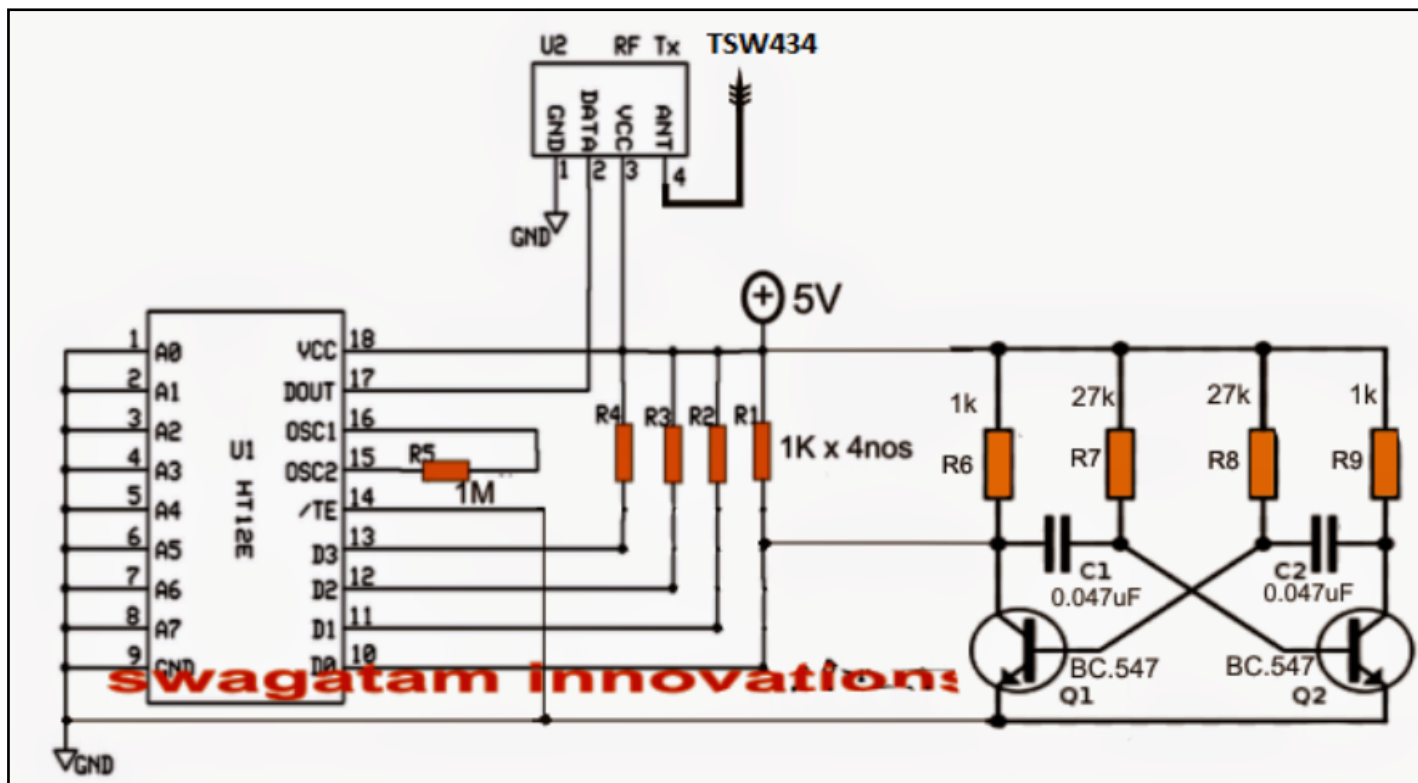 U2 RF Tx TSW434
GND
DATA
VCC
ANT
1 2 3 4
GND
5V
1 A0 VCC 18
2 A1 DOUT 17
3 A2 OSC1 16
4 A3 OSC2 15
5 A4 /TE 14
6 A5 D3 13
7 A6 D2 12
8 A7 D1 11
9 GND D0 10
U1
HT12E
R5
1M
R4 R3 R2 R1
1K x 4nos
1k 27k 27k 1k
R6 R7 R8 R9
C1 C2
0.047uF 0.047uF
BC.547 BC.547
Q1 Q2
swagatam innovations
GND